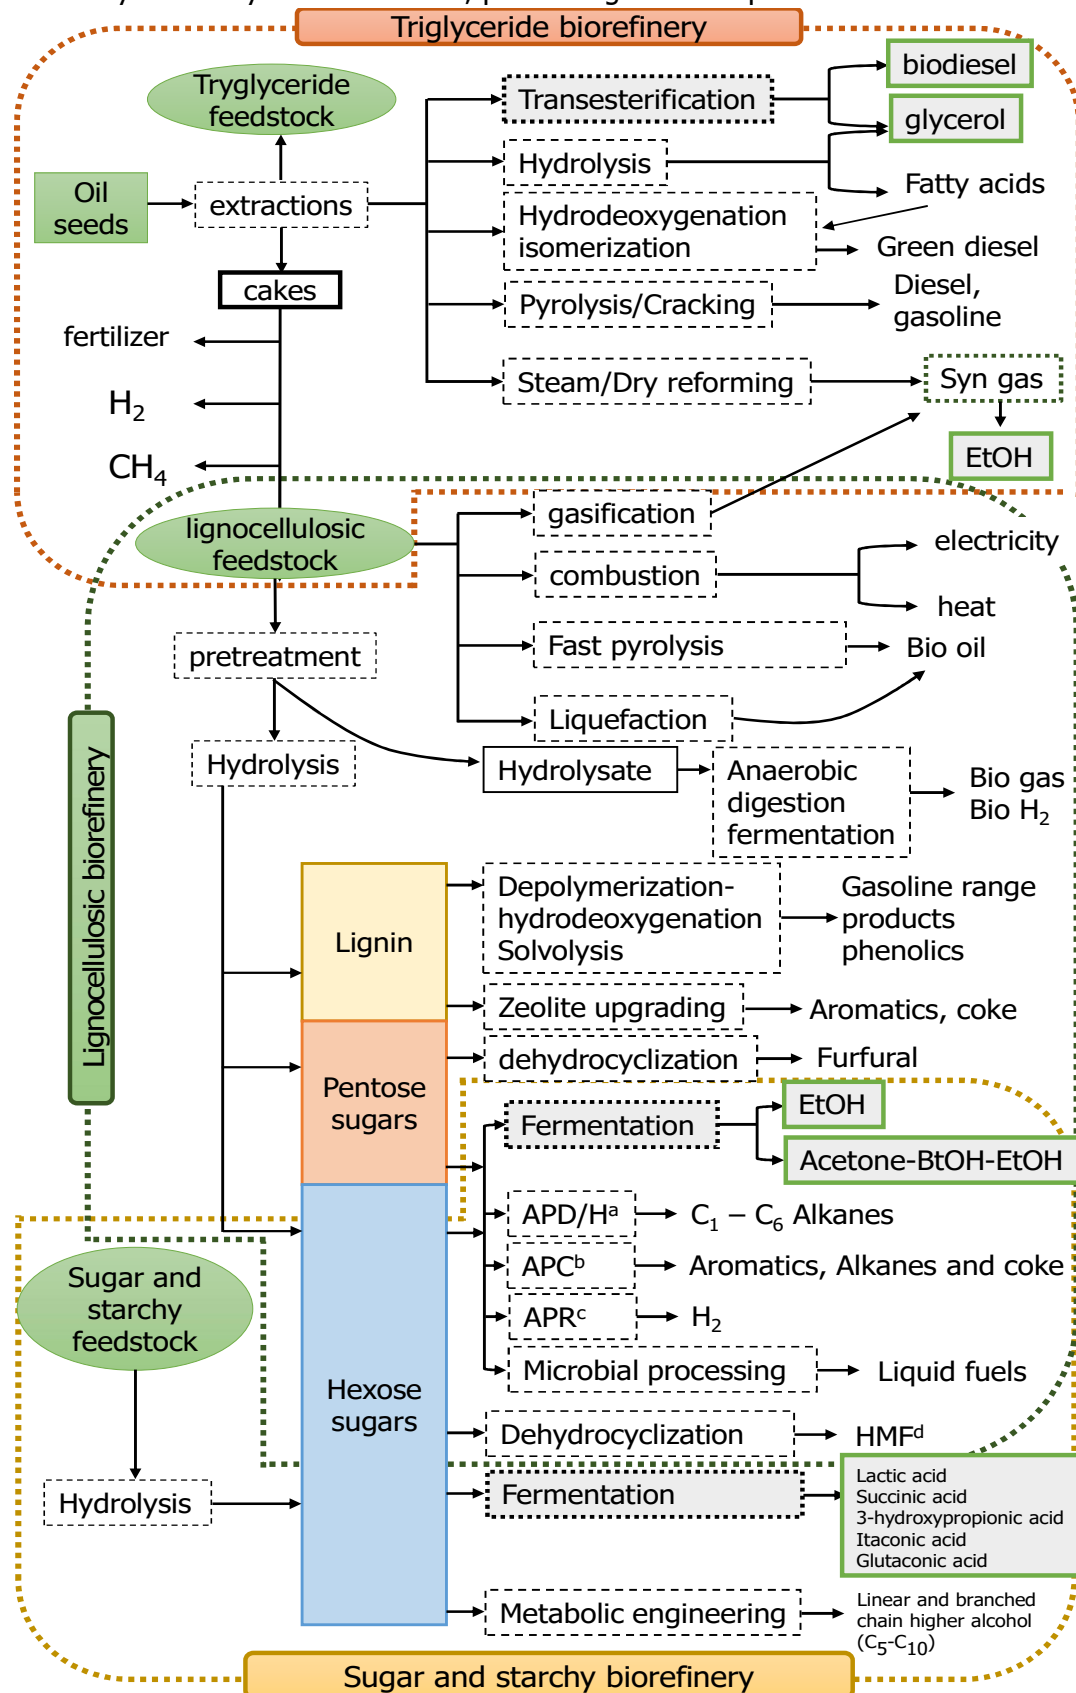 Triglyceride biorefinery
Tryglyceride
feedstock
Transesterification
biodiesel
glycerol
Oil
seeds
extractions
Hydrolysis
Fatty acids
Hydrodeoxygenation
isomerization
Green diesel
cakes
Pyrolysis/Cracking
Diesel,
gasoline
fertilizer
Steam/Dry reforming
Syn gas
H2
EtOH
CH4
lignocellulosic
feedstock
gasification
electricity
combustion
heat
pretreatment
Fast pyrolysis
Bio oil
Liquefaction
Hydrolysis
Hydrolysate
Anaerobic
digestion
fermentation
Bio gas
Bio H2
Lignocellulosic biorefinery
Lignin
Depolymerization-
hydrodeoxygenation
Solvolysis
Gasoline range
products
phenolics
Zeolite upgrading
Aromatics, coke
Pentose
sugars
dehydrocyclization
Furfural
Fermentation
EtOH
Acetone-BtOH-EtOH
APD/Ha
C1 – C6 Alkanes
APCb
Aromatics, Alkanes and coke
APRc
H2
Microbial processing
Liquid fuels
Sugar and
starchy
feedstock
Hexose
sugars
Dehydrocyclization
HMFd
Hydrolysis
Fermentation
Lactic acid
Succinic acid
3-hydroxypropionic acid
Itaconic acid
Glutaconic acid
Metabolic engineering
Linear and branched
chain higher alcohol
(C5-C10)
Sugar and starchy biorefinery